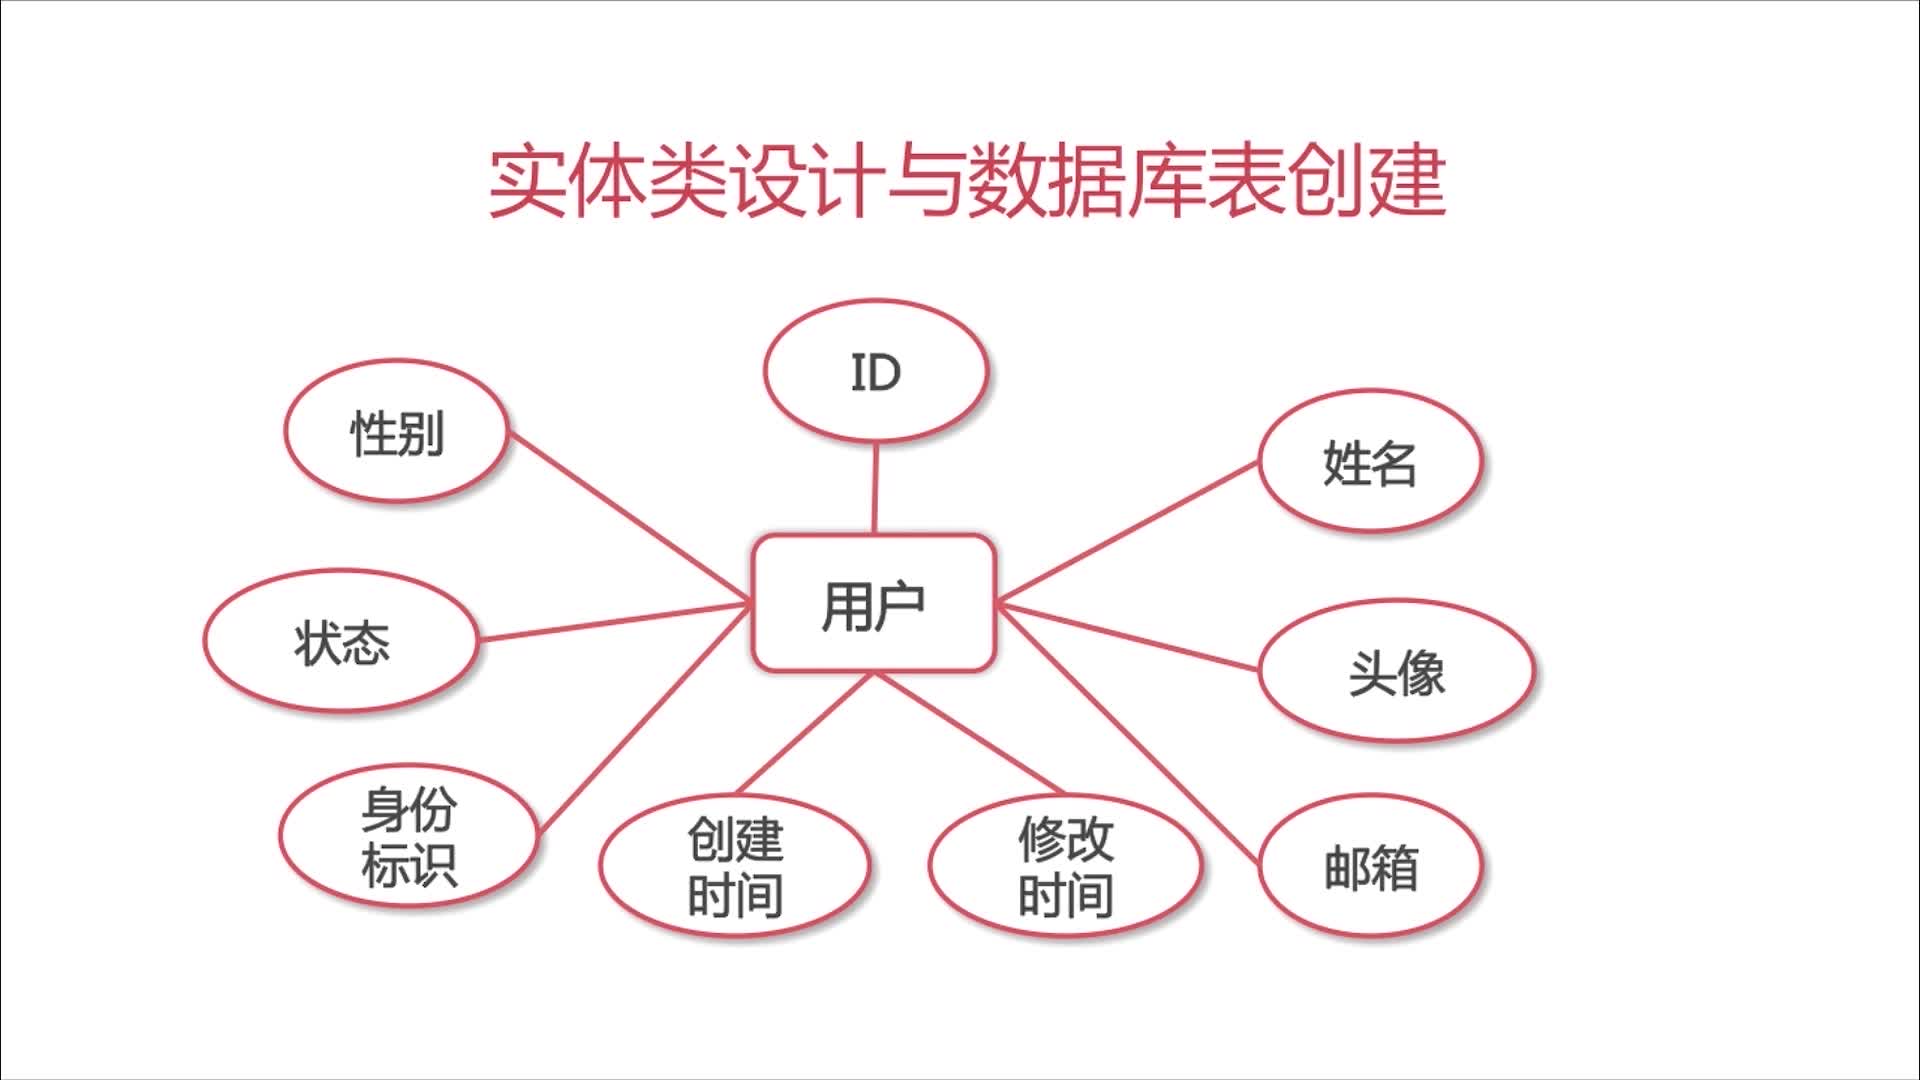 实体类设计与数据库表创建
ID
性别
姓名
用户
状态
头像
身份
标识
创建
时间
修改
时间
邮箱